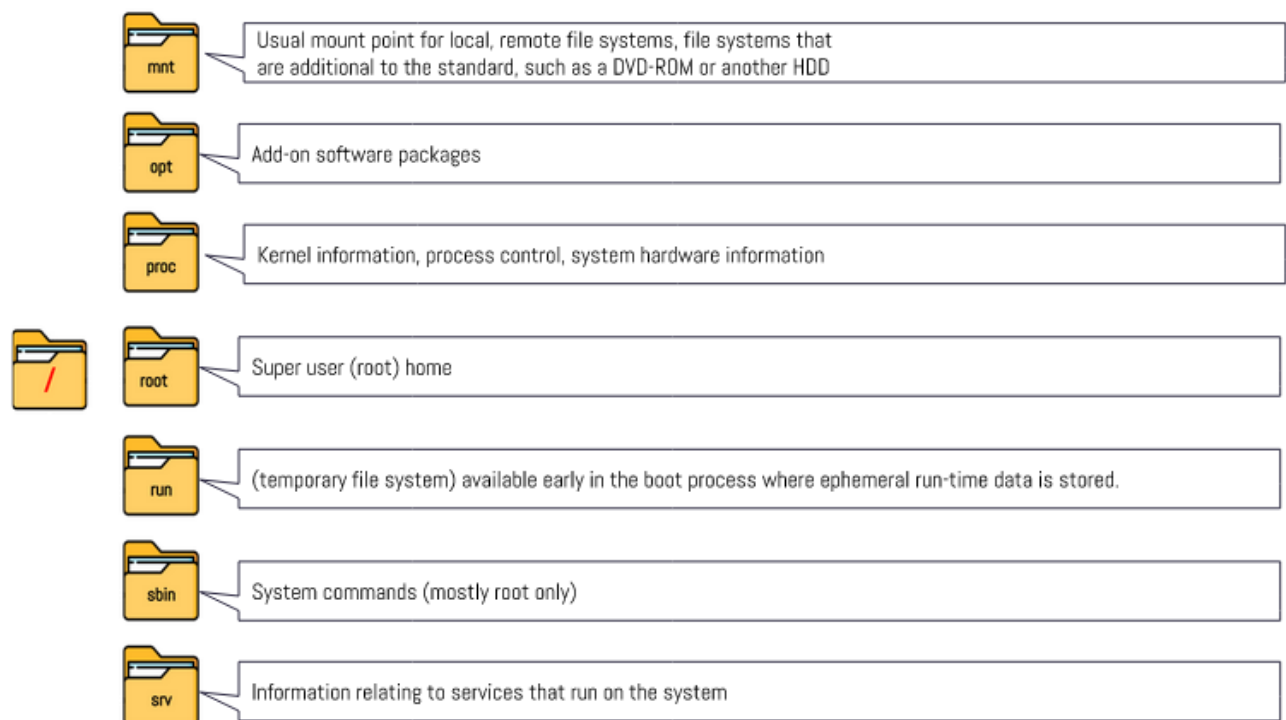 mnt
Usual mount point for local, remote file systems, file systems that
are additional to the standard, such as a DVD-ROM or another HDD
opt
Add-on software packages
proc
Kernel information, process control, system hardware information
/
root
Super user (root) home
run
(temporary file system) available early in the boot process where ephemeral run-time data is stored.
sbin
System commands (mostly root only)
srv
Information relating to services that run on the system